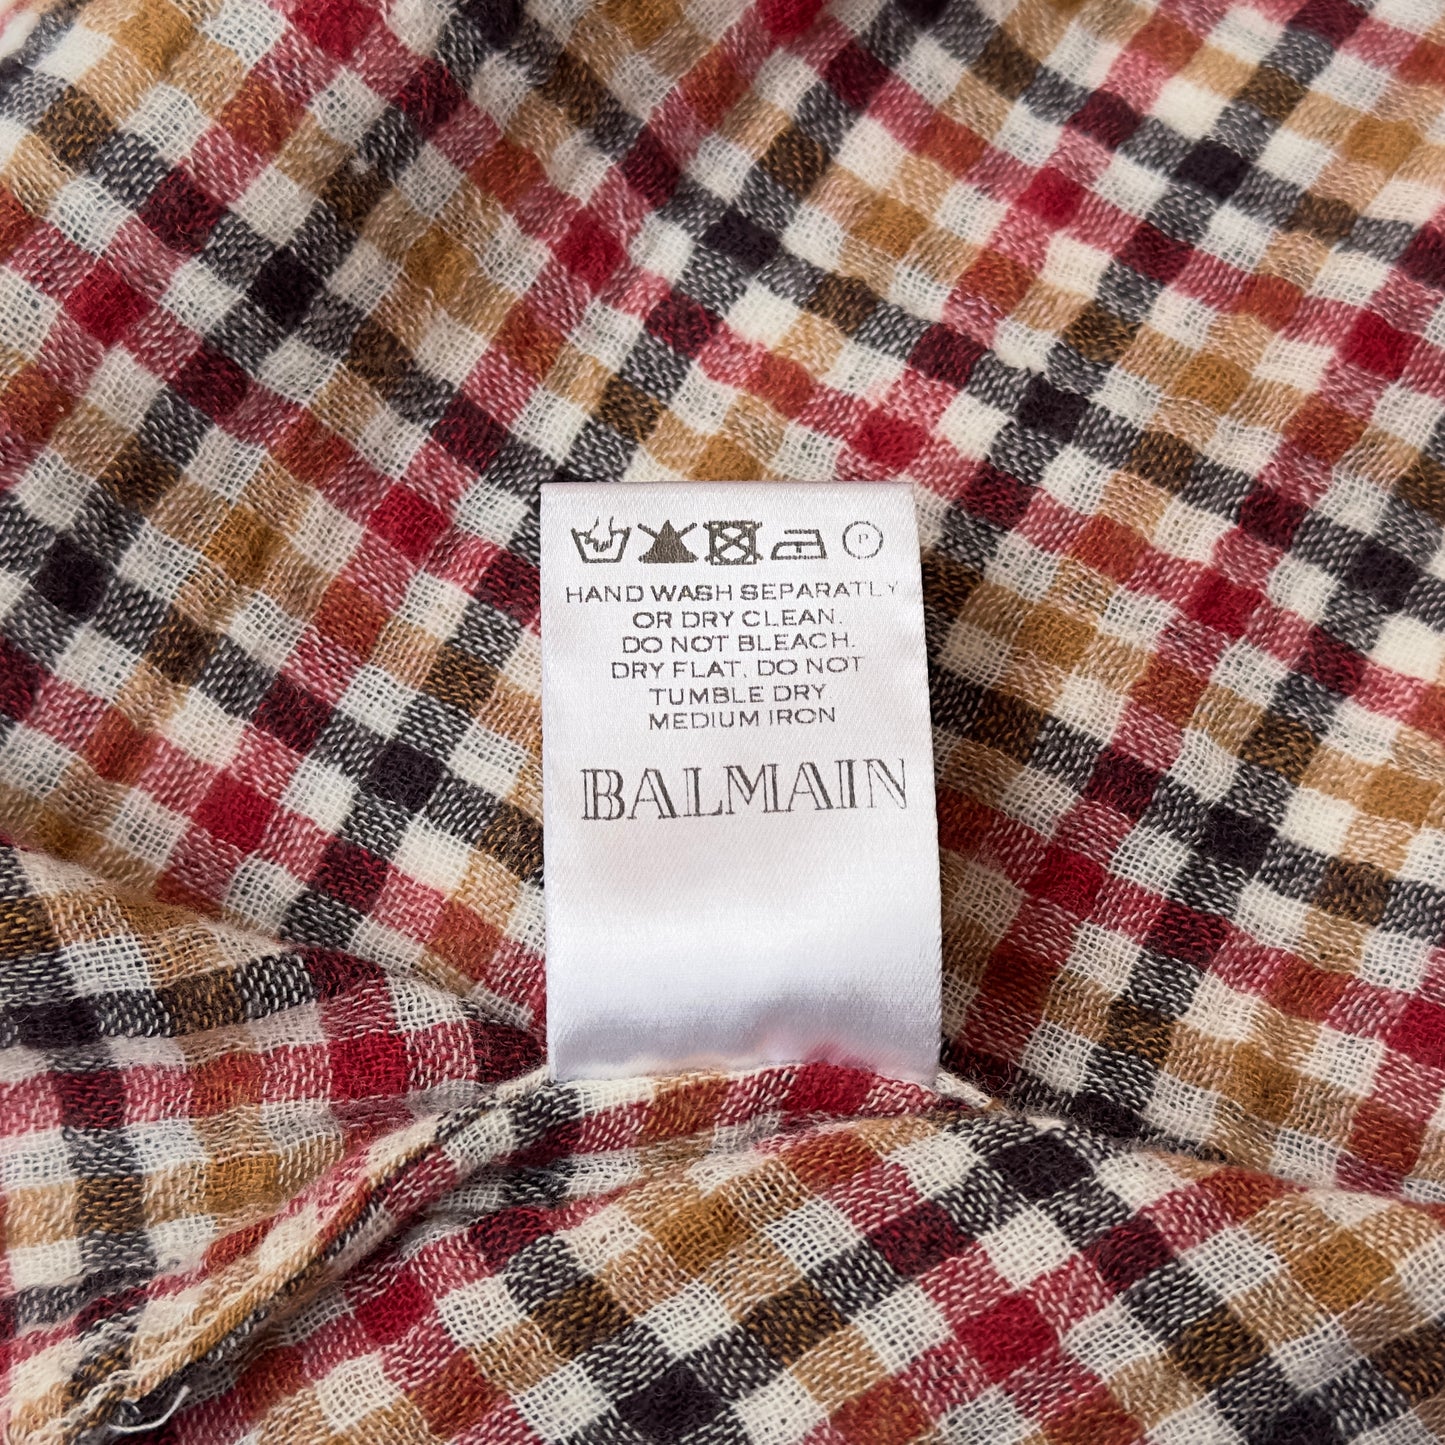 P
HAND WASH SEPARATLY
OR DRY CLEAN.
DO NOT BLEACH.
DRY FLAT, DO NOT
TUMBLE DRY
MEDIUM IRON
BALMAIN